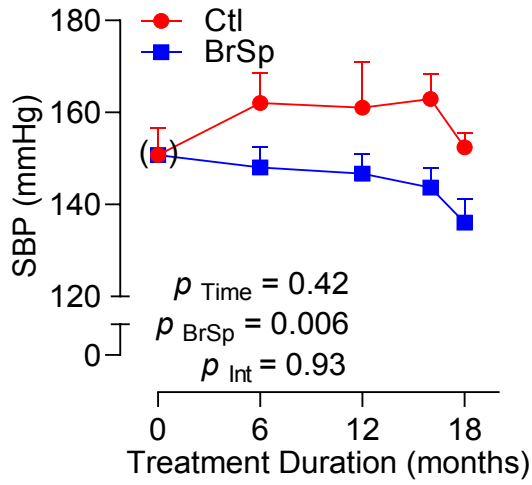 Ctl
BrSp
SBP (mmHg)
180
160
140
120
0
( )
p Time = 0.42
p BrSp = 0.006
p Int = 0.93
0 6 12 18
Treatment Duration (months)